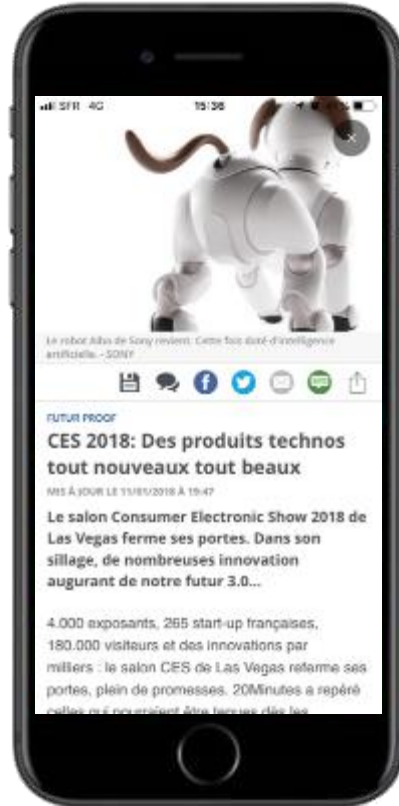 SFR 4G 15:36
Le robot Aibo de Sony revient. Cette fois doté d'intelligence
artificielle. - SONY
FUTUR PROOF
CES 2018: Des produits technos
tout nouveaux tout beaux
MIS À JOUR LE 11/01/2018 À 19:47
Le salon Consumer Electronic Show 2018 de
Las Vegas ferme ses portes. Dans son
sillage, de nombreuses innovation
augurant de notre futur 3.0...
4.000 exposants, 265 start-up françaises,
180.000 visiteurs et des innovations par
milliers : le salon CES de Las Vegas referme ses
portes, plein de promesses. 20Minutes a repéré
celles qui pourraient être tenues dès les